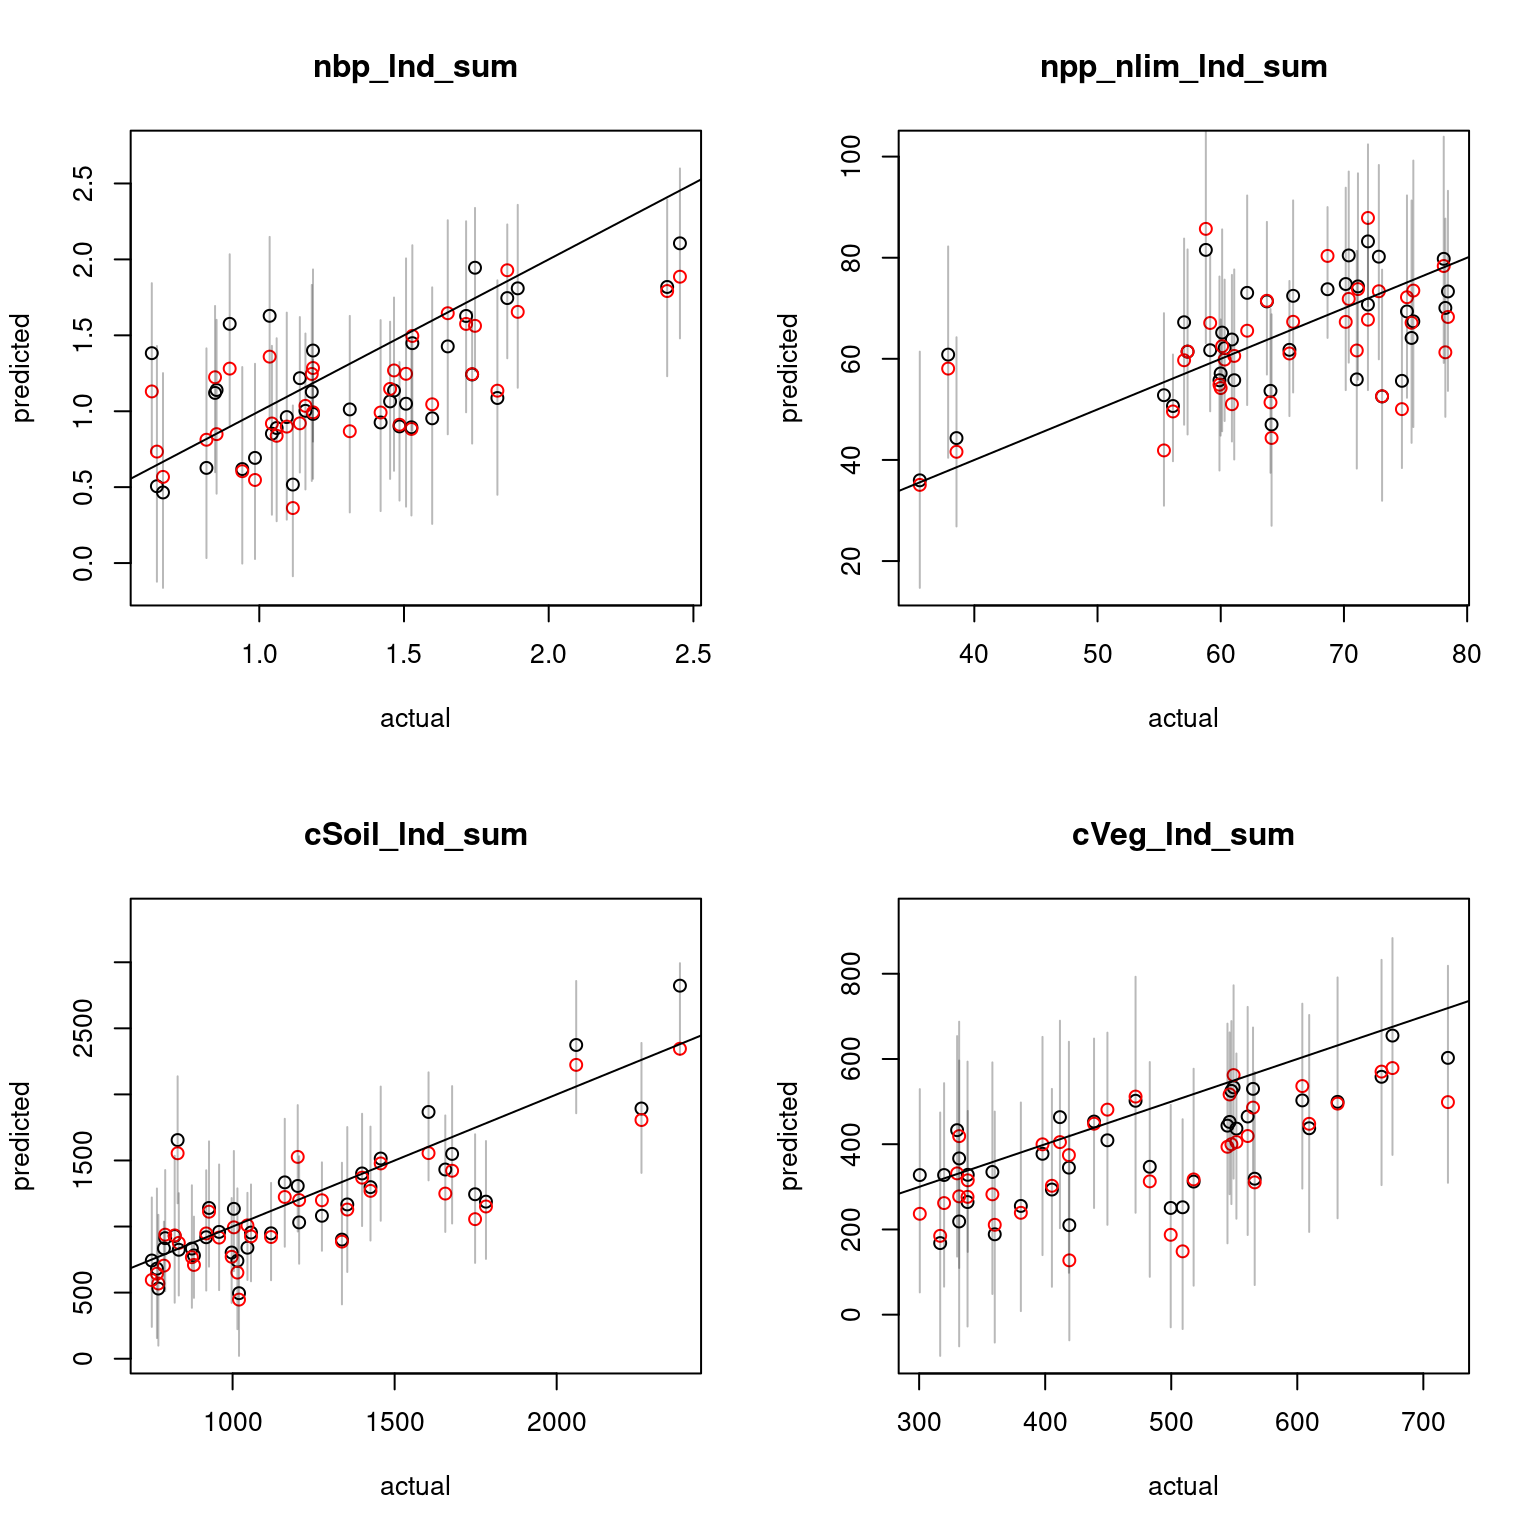 nbp_lnd_sum
predicted
0.0 0.5 1.0 1.5 2.0 2.5
1.0 1.5 2.0 2.5
actual
npp_nlim_lnd_sum
predicted
20 40 60 80 100
40 50 60 70 80
actual
cSoil_lnd_sum
predicted
0 500 1500 2500
1000 1500 2000
actual
cVeg_lnd_sum
predicted
0 200 400 600 800
300 400 500 600 700
actual